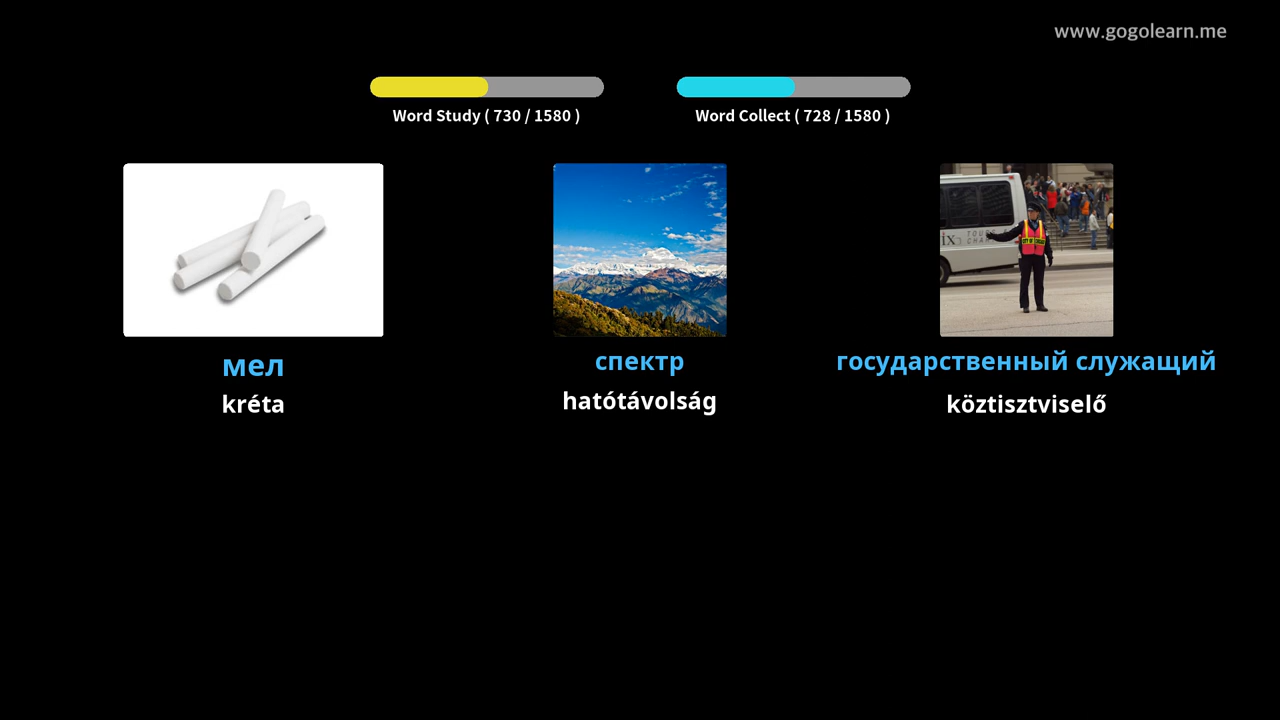 www.gogolearn.me
Word Study ( 730 / 1580 )
Word Collect ( 728 / 1580 )
мел
kréta
спектр
hatótávolság
государственный служащий
köztisztviselő